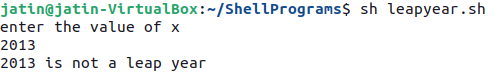 jatin@jatin-VirtualBox:~/ShellPrograms$ sh leapyear.sh
enter the value of x
2013
2013 is not a leap year